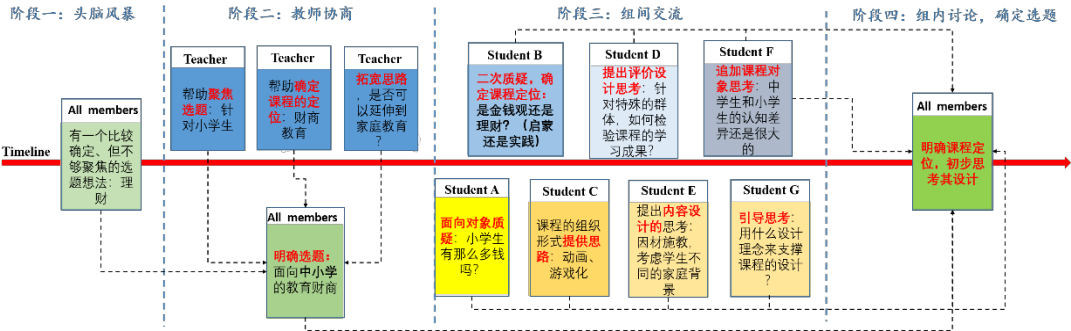 阶段一：头脑风暴
阶段二：教师协商
阶段三：组间交流
阶段四：组内讨论，确定选题
Timeline
All members
有一个比较
确定、但不
够聚焦的选
题想法：理
财
Teacher
帮助聚焦
选题：针
对小学生
Teacher
帮助确定
课程的定
位：财商
教育
Teacher
拓宽思路
，是否可
以延伸到
家庭教育
？
All members
明确选题：
面向中小学
的教育财商
Student B
二次质疑，确
定课程定位：
是金钱观还是
理财？（启蒙
还是实践）
Student D
提出评价设
计思考：针
对特殊的群
体，如何检
验课程的学
习成果？
Student F
追加课程对
象思考：中
学生和小学
生的认知差
异还是很大
的
Student A
面向对象质
疑：小学生
有那么多钱
吗？
Student C
课程的组织
形式提供思
路：动画、
游戏化
Student E
提出内容设
计的思考：
因材施教，
考虑学生不
同的家庭背
景
Student G
引导思考：
用什么设计
理念来支撑
课程的设计
？
All members
明确课程定
位，初步思
考其设计